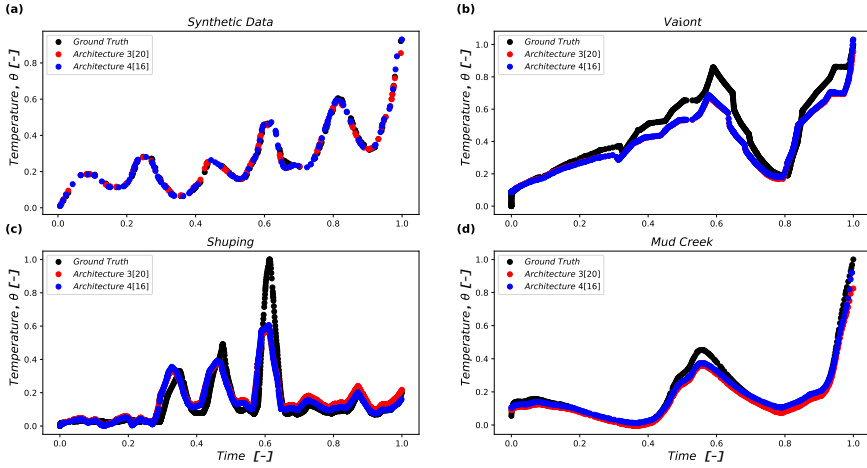 (a)
Synthetic Data
Temperature, θ [–]
1.0
0.8
0.6
0.4
0.2
0.0
Ground Truth
Architecture 3[20]
Architecture 4[16]
0.0 0.2 0.4 0.6 0.8 1.0
(b)
Vaiont
Temperature, θ [–]
1.0
0.8
0.6
0.4
0.2
0.0
Ground Truth
Architecture 3[20]
Architecture 4[16]
0.0 0.2 0.4 0.6 0.8 1.0
(c)
Shuping
Temperature, θ [–]
1.0
0.8
0.6
0.4
0.2
0.0
Ground Truth
Architecture 3[20]
Architecture 4[16]
0.0 0.2 0.4 0.6 0.8 1.0
Time [–]
(d)
Mud Creek
Temperature, θ [–]
1.0
0.8
0.6
0.4
0.2
0.0
Ground Truth
Architecture 3[20]
Architecture 4[16]
0.0 0.2 0.4 0.6 0.8 1.0
Time [–]